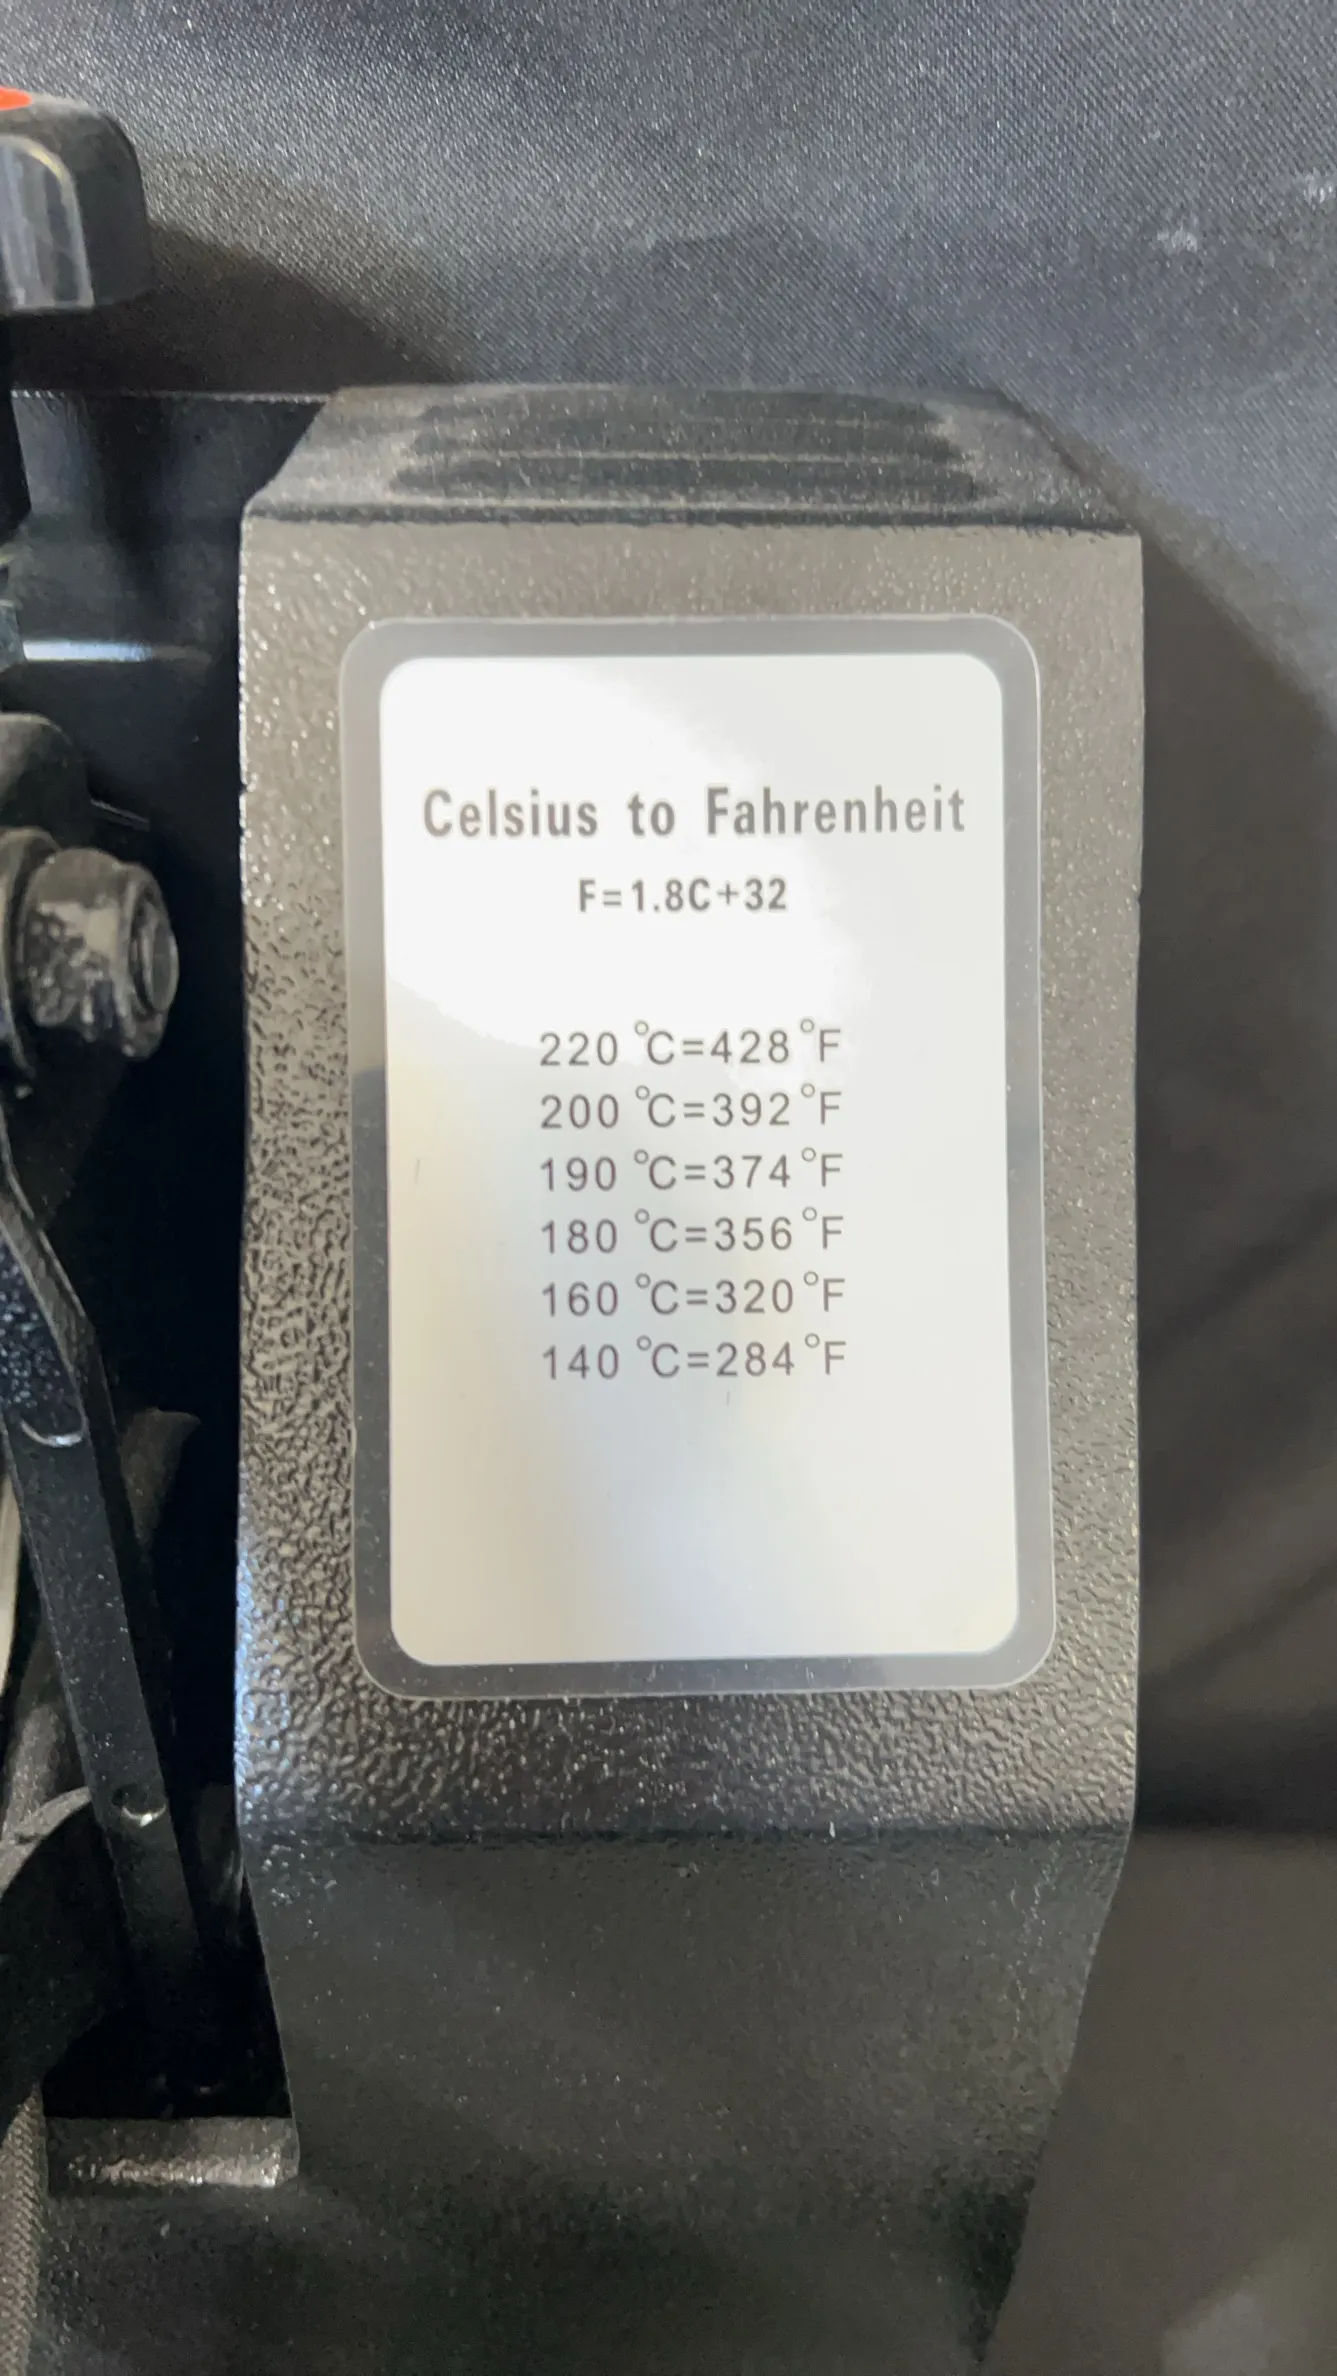 Celsius to Fahrenheit
F=1.8C+32
220 °C=428°F
200 °C=392°F
190 °C=374°F
180 °C=356°F
160 °C=320°F
140 °C=284°F